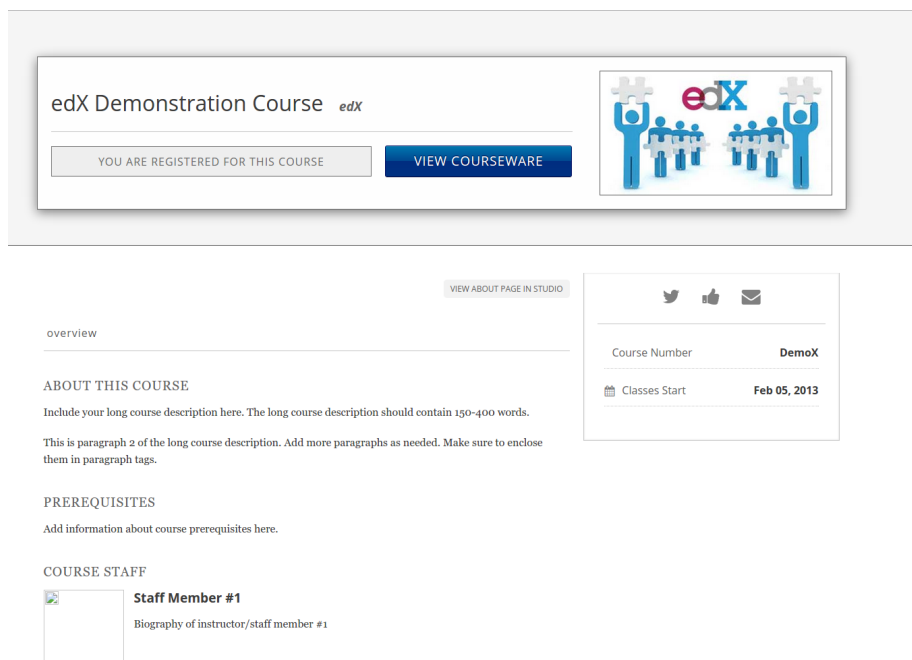 edX Demonstration Course edX
YOU ARE REGISTERED FOR THIS COURSE
VIEW COURSEWARE
edX
VIEW ABOUT PAGE IN STUDIO
overview
ABOUT THIS COURSE
Include your long course description here. The long course description should contain 150-400 words.
This is paragraph 2 of the long course description. Add more paragraphs as needed. Make sure to enclose
them in paragraph tags.
PREREQUISITES
Add information about course prerequisites here.
COURSE STAFF
Staff Member #1
Biography of instructor/staff member #1
Course Number DemoX
Classes Start Feb 05, 2013